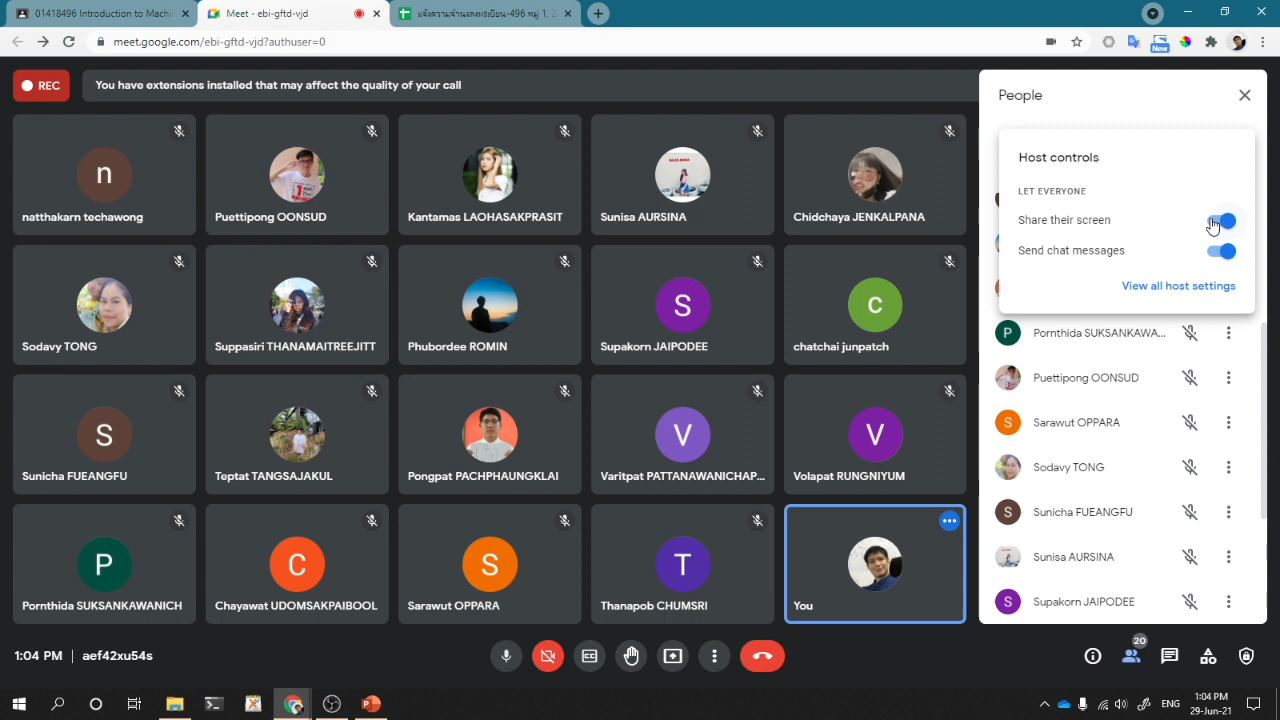 01418496 Introduction to Machin
Meet - ebi-gftd-vjd
meet.google.com/ebi-gftd-vjd?authuser=0
New
REC
You have extensions installed that may affect the quality of your call
People
Host controls
LET EVERYONE
Share their screen
Send chat messages
View all host settings
n
natthakarn techawong
Puettipong OONSUD
Kantamas LAOHASAKPRASIT
Sunisa AURSINA
Chidchaya JENKALPANA
Sodavy TONG
Suppasiri THANAMAITREEJITT
Phubordee ROMIN
S
Supakorn JAIPODEE
c
chatchai junpatch
S
Sunicha FUEANGFU
Teptat TANGSAJAKUL
Pongpat PACHPHAUNGKLAI
V
Varitpat PATTANAWANICHAP...
V
Volapat RUNGNIYUM
P
Pornthida SUKSANKAWANICH
C
Chayawat UDOMSAKPAIBOOL
S
Sarawut OPPARA
T
Thanapob CHUMSRI
You
P Pornthida SUKSANKAWA...
Puettipong OONSUD
S Sarawut OPPARA
Sodavy TONG
S Sunicha FUEANGFU
Sunisa AURSINA
S Supakorn JAIPODEE
1:04 PM | aef42xu54s
20
ENG
1:04 PM
29-Jun-21